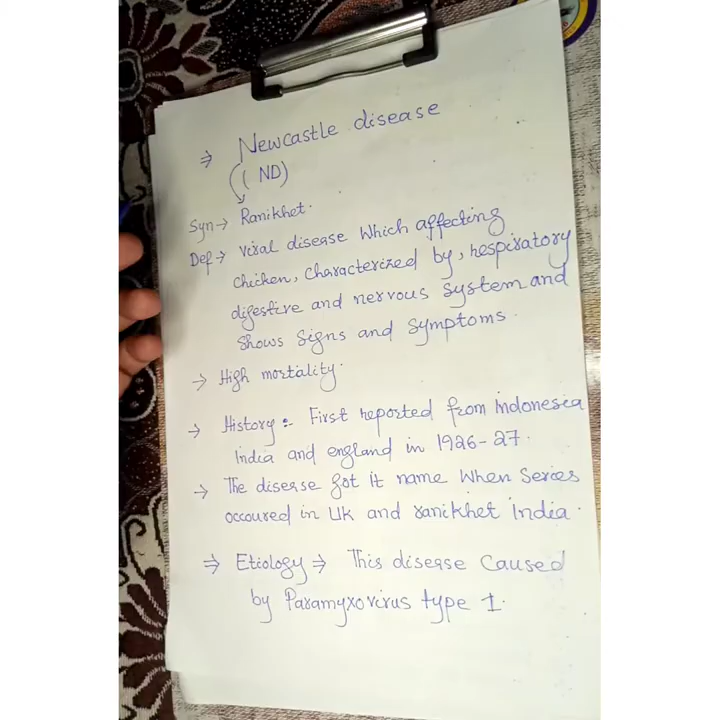 ⇒ Newcastle disease
(ND)
Syn → Ranikhet.
Def → Viral disease Which affecting
chicken, characterized by, respiratory
digestive and nervous system and
shows signs and symptoms.
→ High mortality.
→ History :- First reported from Indonesia
India and england in 1926-27.
→ The disease got it name When Series
occoured in UK and ranikhet India.
⇒ Etiology ⇒ This disease caused
by Paramyxovirus type 1.